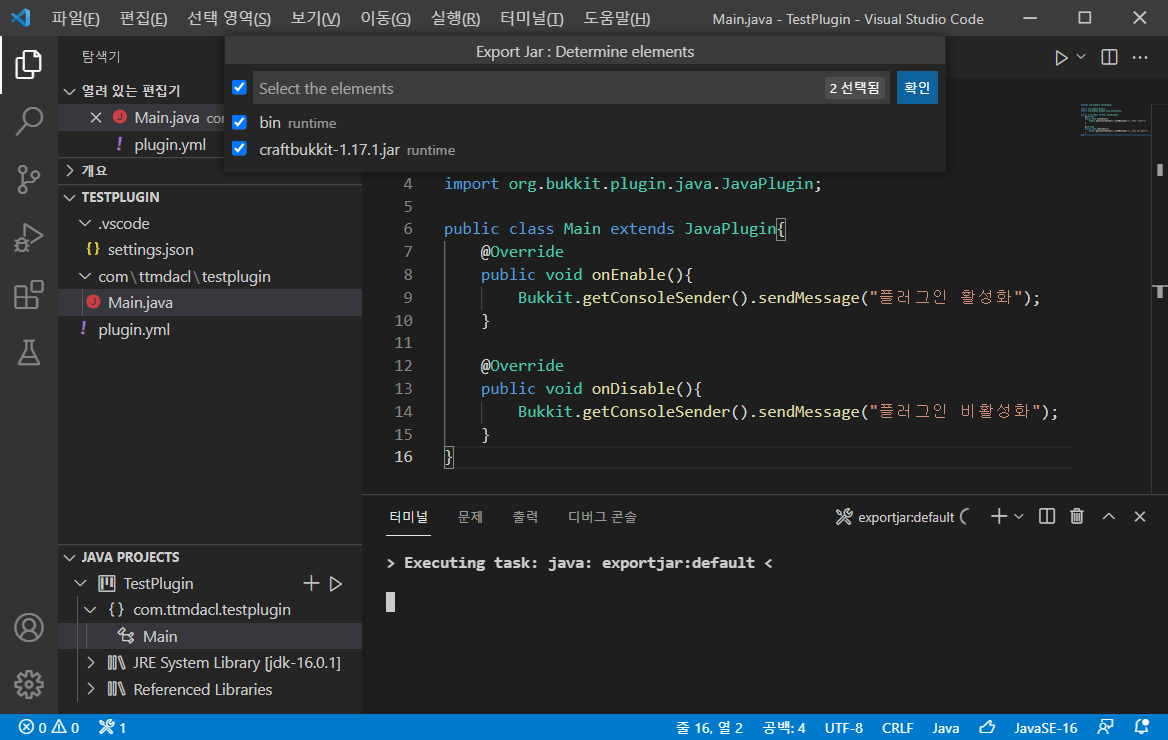 파일(F) 편집(E) 선택 영역(S) 보기(V) 이동(G) 실행(R) 터미널(T) 도움말(H) Main.java - TestPlugin - Visual Studio Code
탐색기
Export Jar : Determine elements
Select the elements 2 선택됨 확인
bin runtime
craftbukkit-1.17.1.jar runtime
열려 있는 편집기
Main.java
plugin.yml
개요
TESTPLUGIN
.vscode
{} settings.json
com\ttmdacl\testplugin
J Main.java
! plugin.yml
4 import org.bukkit.plugin.java.JavaPlugin;
5
6 public class Main extends JavaPlugin{
7 @Override
8 public void onEnable(){
9 Bukkit.getConsoleSender().sendMessage("플러그인 활성화");
10 }
11
12 @Override
13 public void onDisable(){
14 Bukkit.getConsoleSender().sendMessage("플러그인 비활성화");
15 }
16 }
터미널 문제 출력 디버그 콘솔 exportjar:default
> Executing task: java: exportjar:default <
JAVA PROJECTS
TestPlugin
{} com.ttmdacl.testplugin
Main
JRE System Library [jdk-16.0.1]
Referenced Libraries
0 0 1 줄 16, 열 2 공백: 4 UTF-8 CRLF Java JavaSE-16